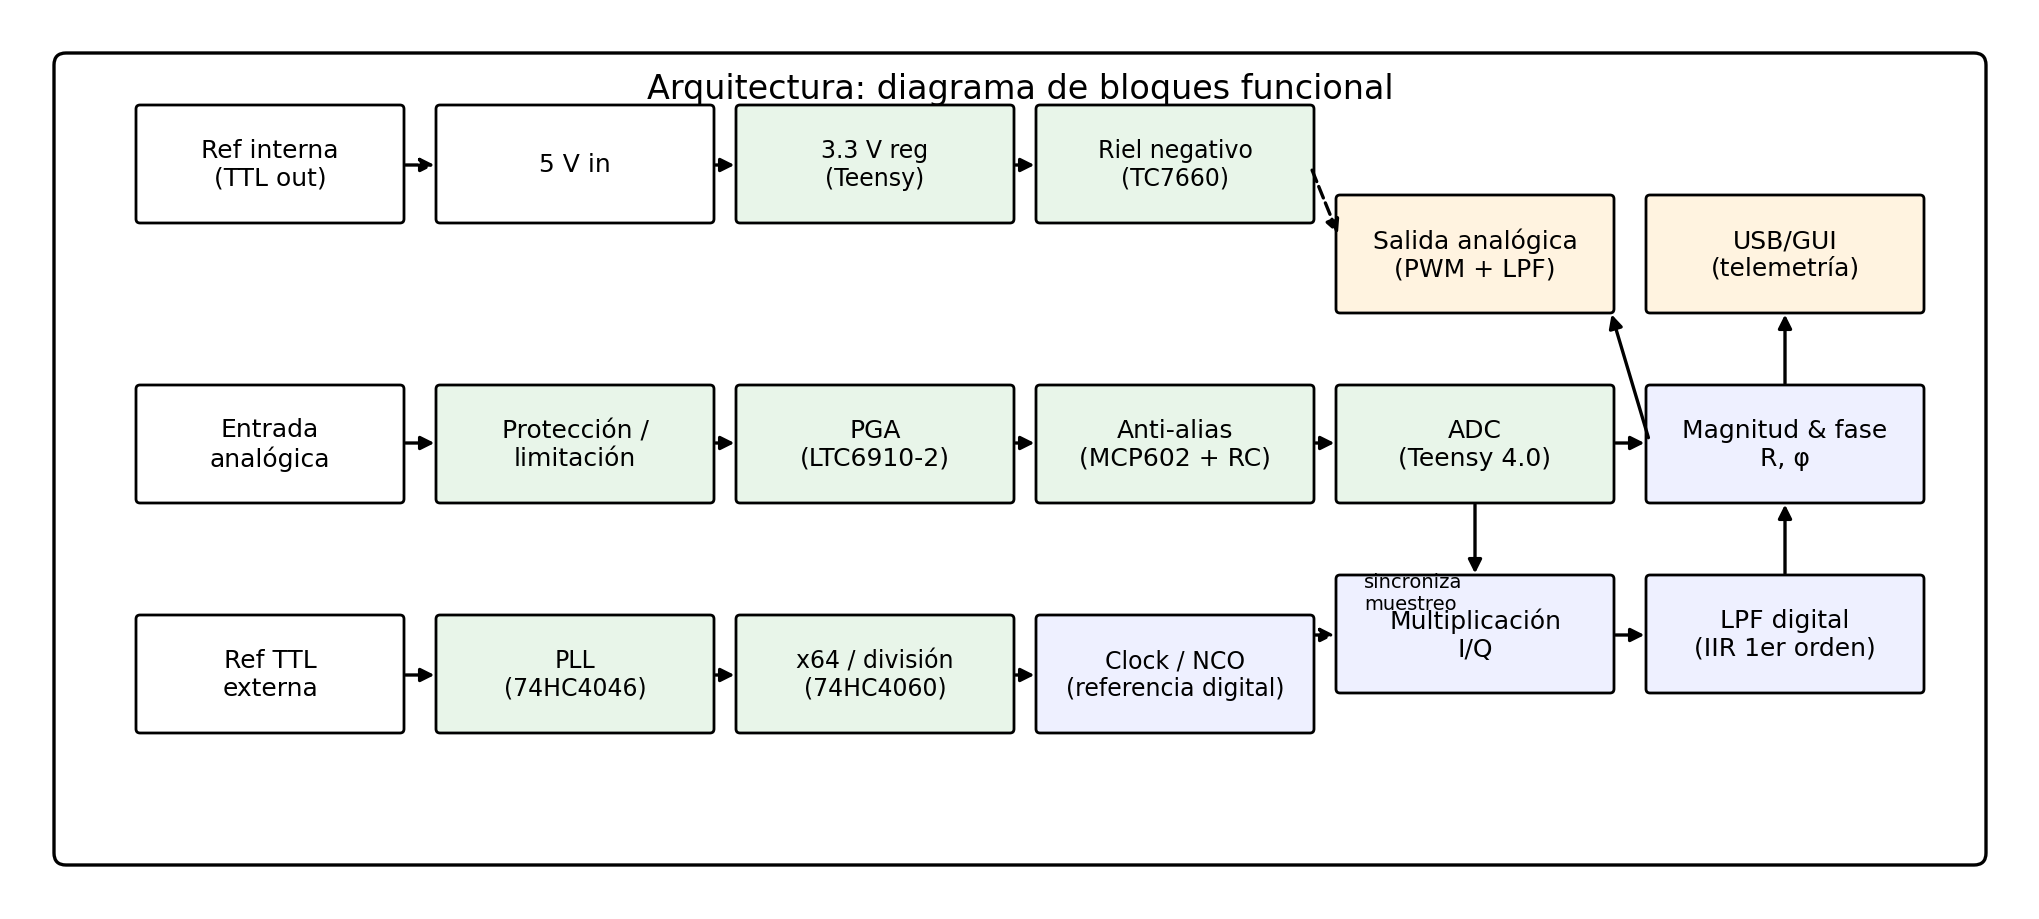 Arquitectura: diagrama de bloques funcional
Ref interna
(TTL out)
5 V in
3.3 V reg
(Teensy)
Riel negativo
(TC7660)
Salida analógica
(PWM + LPF)
USB/GUI
(telemetría)
Entrada
analógica
Protección /
limitación
PGA
(LTC6910-2)
Anti-alias
(MCP602 + RC)
ADC
(Teensy 4.0)
Magnitud & fase
R, φ
Ref TTL
externa
PLL
(74HC4046)
x64 / división
(74HC4060)
Clock / NCO
(referencia digital)
sincroniza
muestreo
Multiplicación
I/Q
LPF digital
(IIR 1er orden)